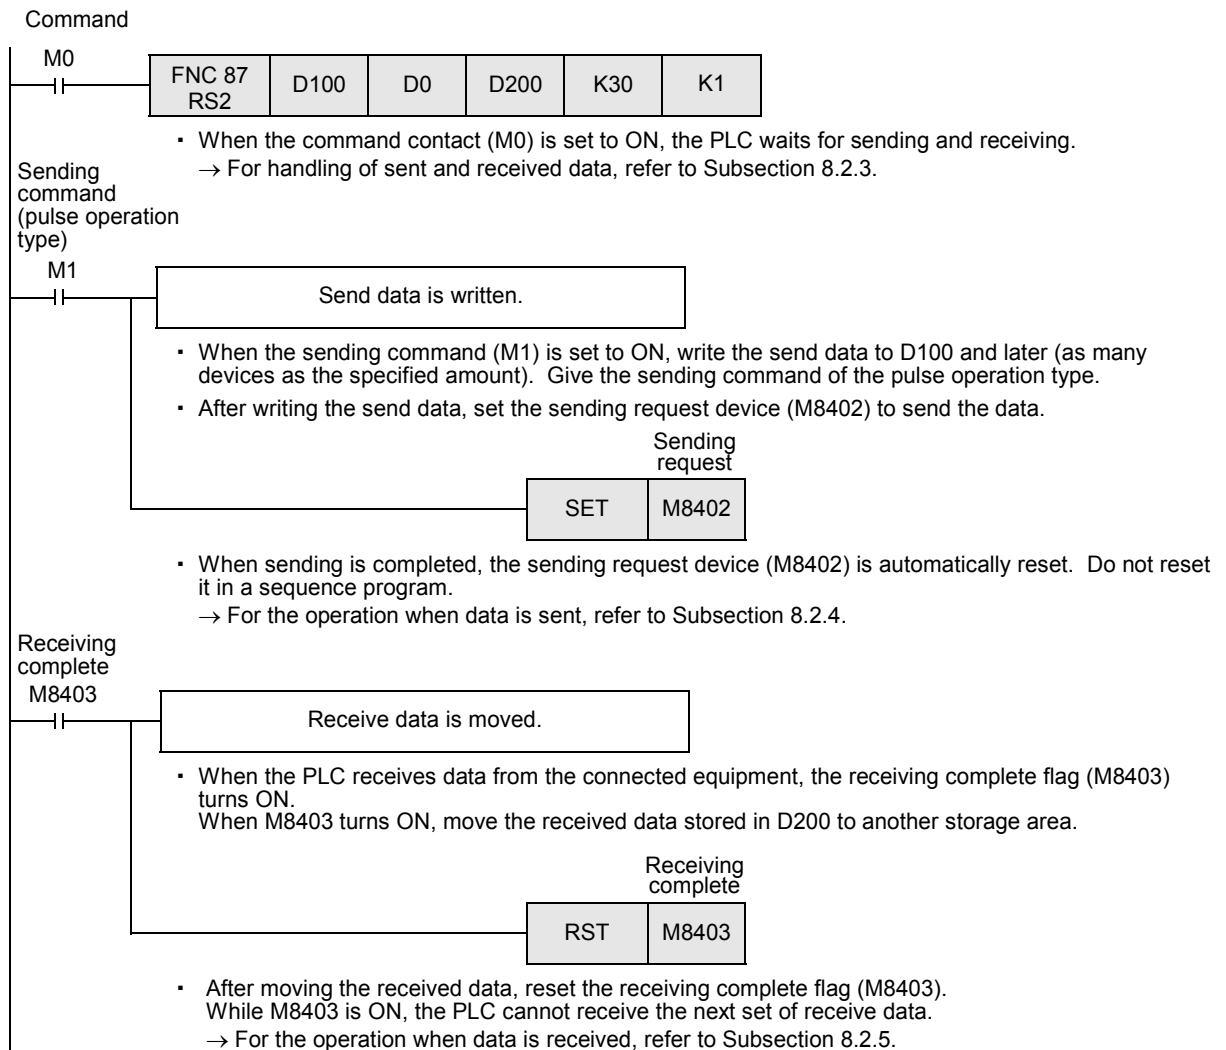 Command
M0
FNC 87 D100 D0 D200 K30 K1
RS2
▪ When the command contact (M0) is set to ON, the PLC waits for sending and receiving.
→ For handling of sent and received data, refer to Subsection 8.2.3.
Sending
command
(pulse operation
type)
M1
Send data is written.
▪ When the sending command (M1) is set to ON, write the send data to D100 and later (as many
devices as the specified amount).  Give the sending command of the pulse operation type.
▪ After writing the send data, set the sending request device (M8402) to send the data.
Sending
request
SET M8402
▪ When sending is completed, the sending request device (M8402) is automatically reset.  Do not reset
it in a sequence program.
→ For the operation when data is sent, refer to Subsection 8.2.4.
Receiving
complete
M8403
Receive data is moved.
▪ When the PLC receives data from the connected equipment, the receiving complete flag (M8403)
turns ON.
When M8403 turns ON, move the received data stored in D200 to another storage area.
Receiving
complete
RST M8403
▪ After moving the received data, reset the receiving complete flag (M8403).
While M8403 is ON, the PLC cannot receive the next set of receive data.
→ For the operation when data is received, refer to Subsection 8.2.5.